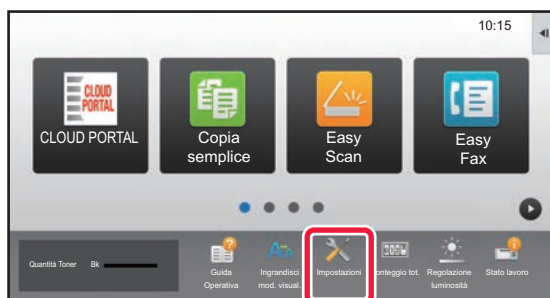 10:15
CLOUD
PORTAL
CLOUD PORTAL
Copia
semplice
Easy
Scan
Easy
Fax
Quantità Toner Bk
Guida
Operativa
Ingrandisci
mod. visual.
Impostazioni
onteggio tot.
Regolazione
luminosità
Stato lavoro